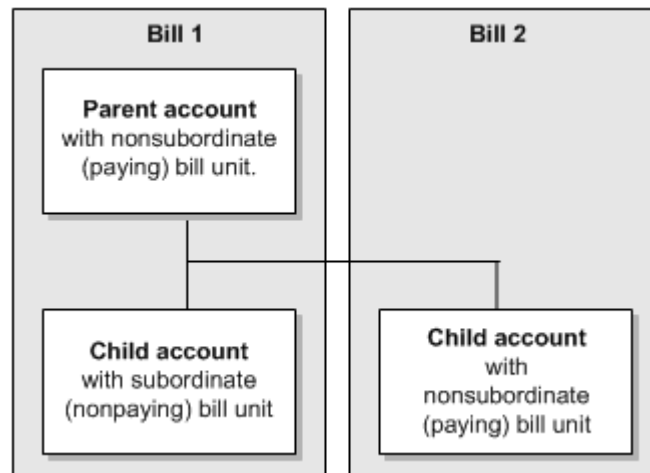 Bill 1
Parent account
with nonsubordinate
(paying) bill unit.
Child account
with subordinate
(nonpaying) bill unit
Bill 2
Child account
with
nonsubordinate
(paying) bill unit